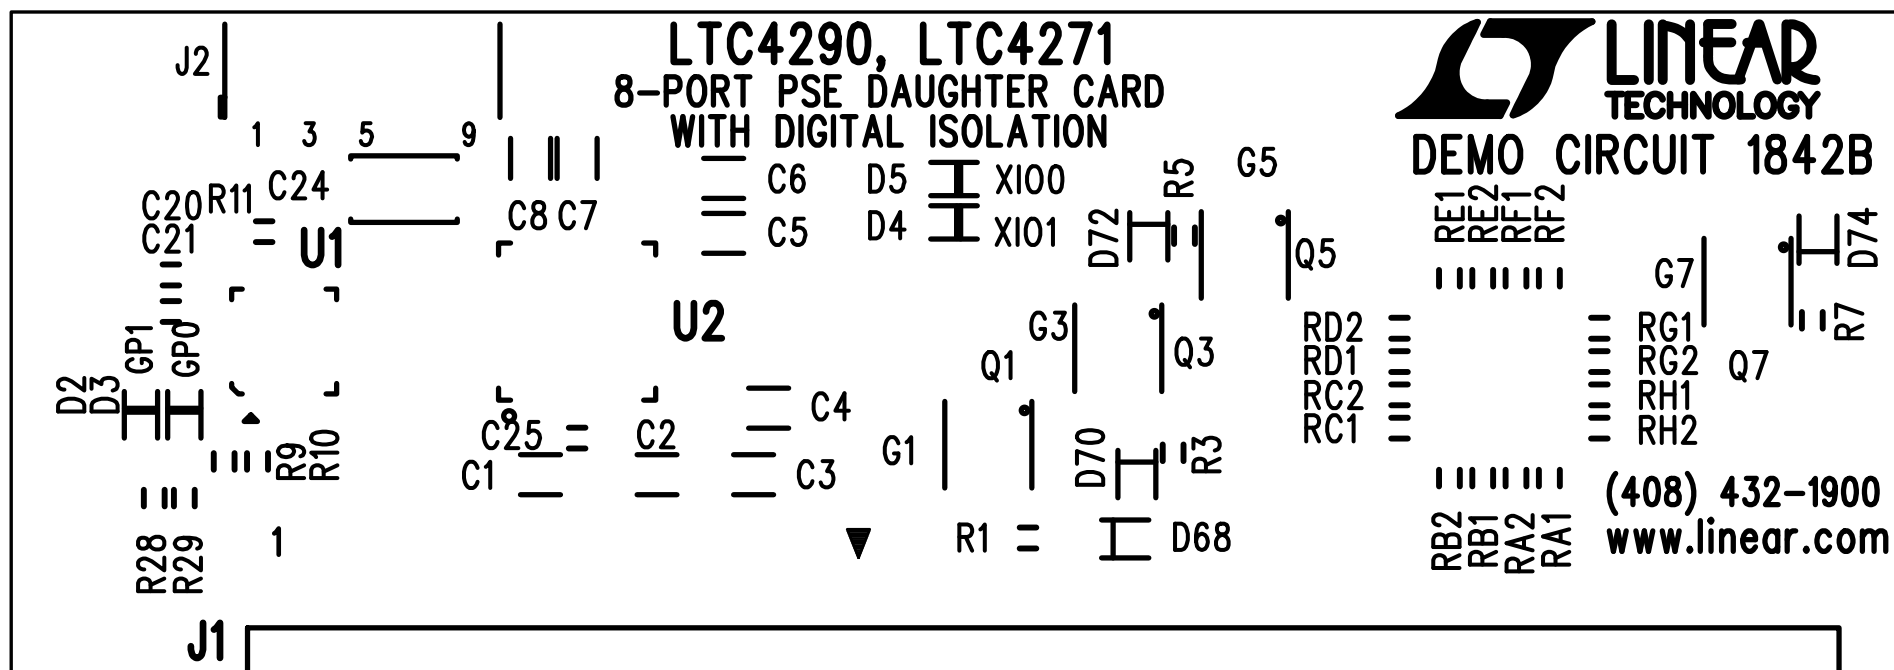 LTC4290, LTC4271
8-PORT PSE DAUGHTER CARD
WITH DIGITAL ISOLATION
LINEAR
TECHNOLOGY
DEMO CIRCUIT 1842B
J2
1 3 5 9
C20
C21
R11
C24
U1
C8 C7
C6
C5
D5
D4
XIO0
XIO1
D72
R5
G5
Q5
RE1
RE2
RF1
RF2
G7
D74
R7
Q7
GP1
GP0
D2
D3
U2
G3
Q3
Q1
RD2
RD1
RC2
RC1
RG1
RG2
RH1
RH2
R9
R10
C25
C2
C4
C1
C3
G1
D70
R3
R28
R29
1
R1
D68
RB2
RB1
RA2
RA1
(408) 432-1900
www.linear.com
J1